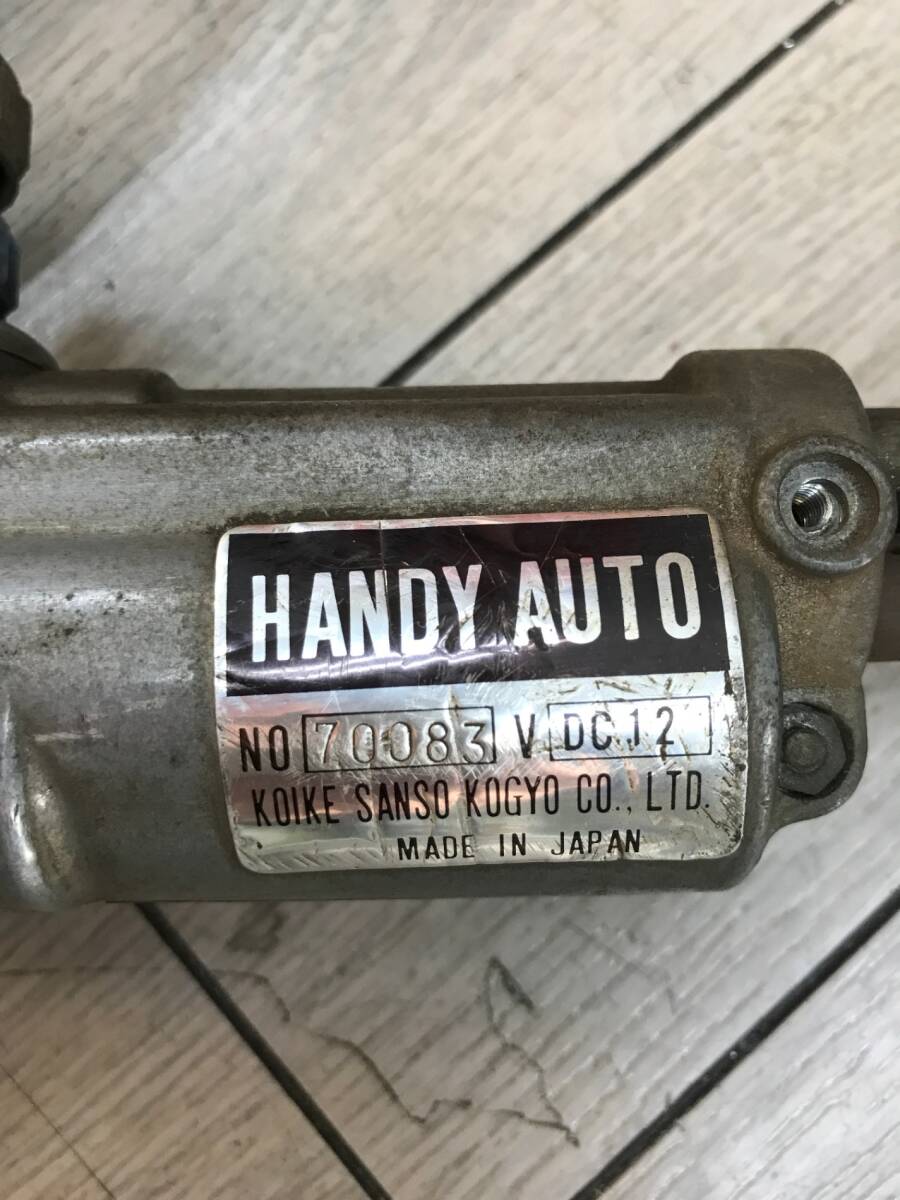 HANDY AUTO
NO 70083 V DC.12
KOIKE SANSO KOGYO CO., LTD.
MADE IN JAPAN